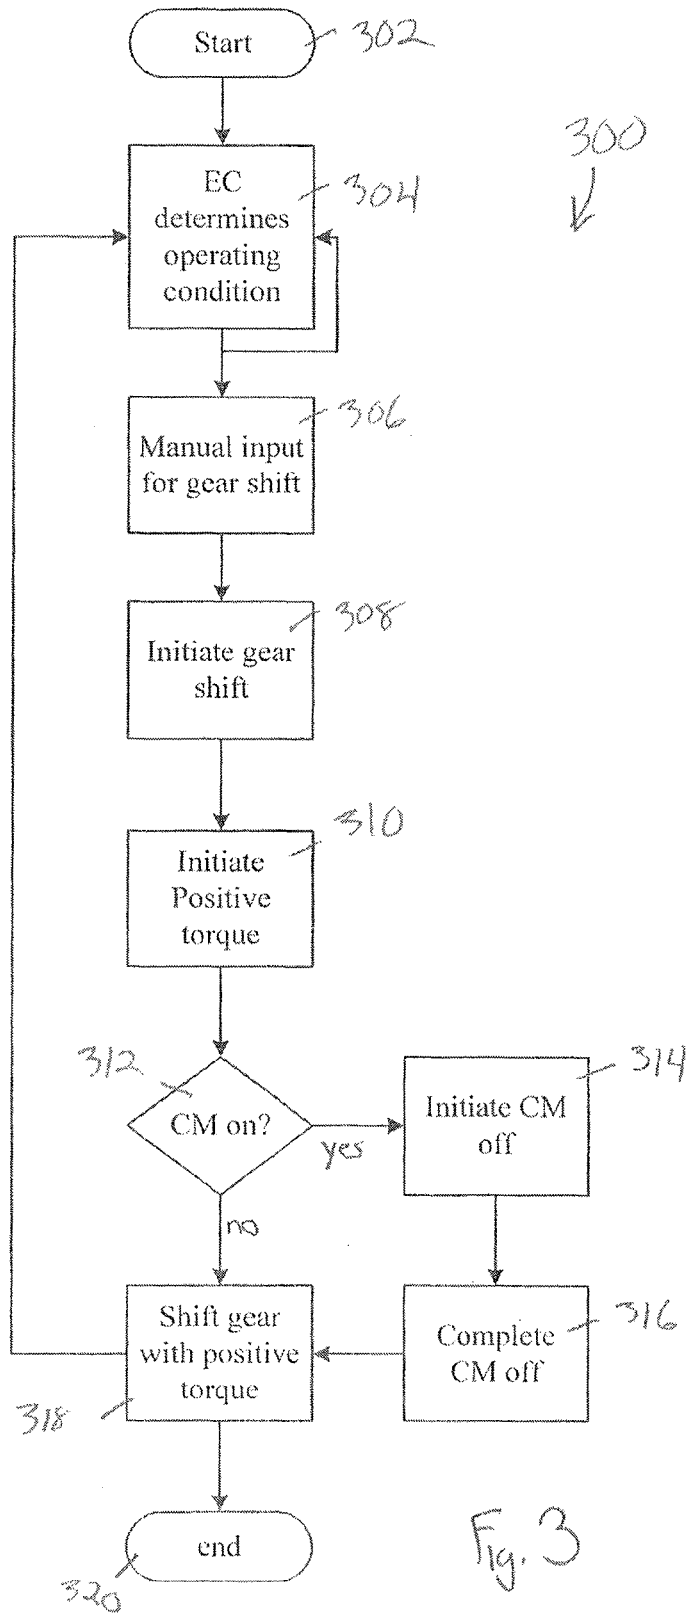 Start
302
300
EC
determines
operating
condition
304
306
Manual input
for gear shift
308
Initiate gear
shift
310
Initiate
Positive
torque
312
CM on?
yes
no
314
Initiate CM
off
316
Complete
CM off
Shift gear
with positive
torque
318
end
320
Fig. 3